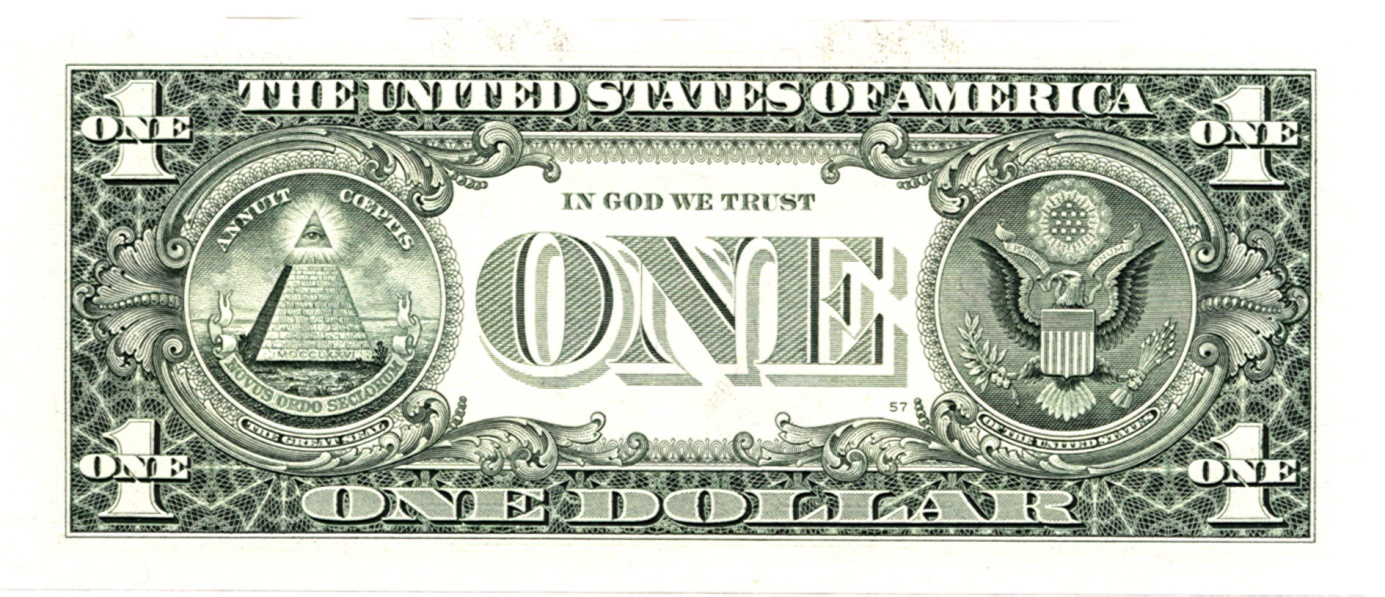 THE UNITED STATES OF AMERICA
1
ONE
1
ONE
ANNUIT CŒPTIS
IN GOD WE TRUST
ONE
MDCCLXXVI
NOVUS ORDO SECLORUM
THE GREAT SEAL
57
OF THE UNITED STATES
1
ONE
1
ONE
ONE DOLLAR